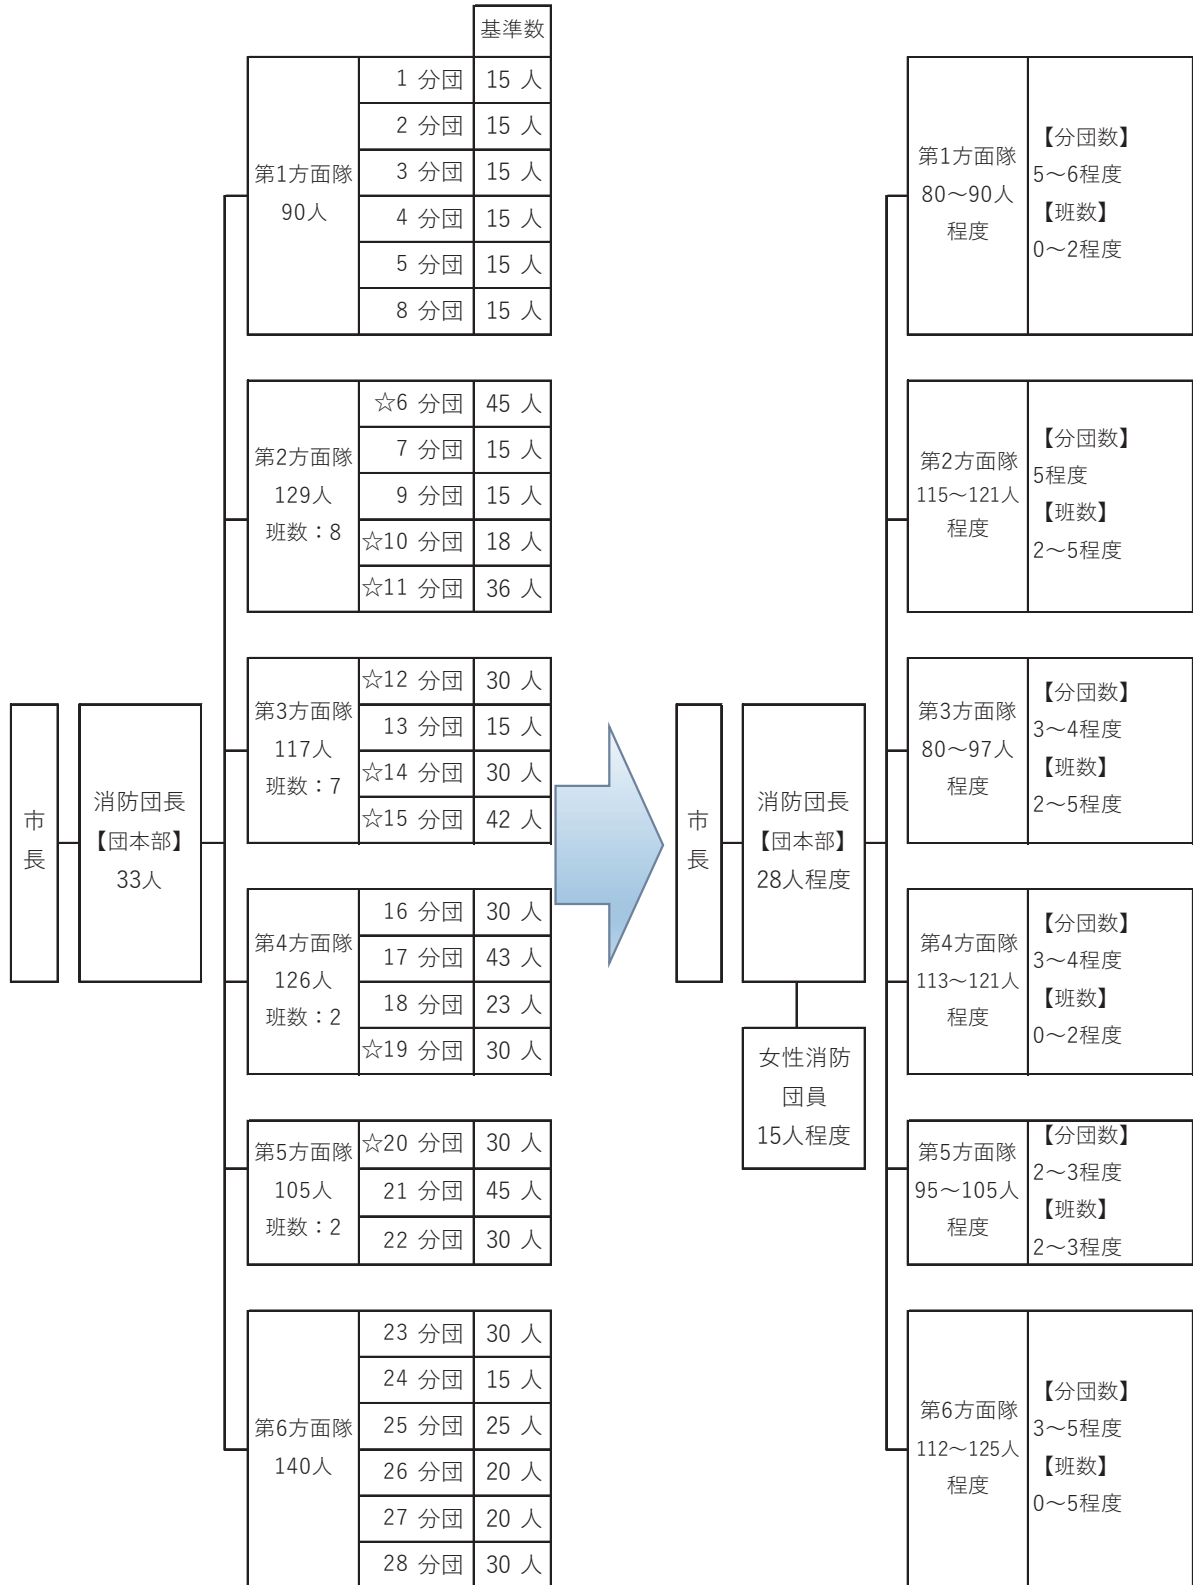 基準数
第1方面隊
90人
1 分団 15 人
2 分団 15 人
3 分団 15 人
4 分団 15 人
5 分団 15 人
8 分団 15 人
第2方面隊
129人
班数：8
☆6 分団 45 人
7 分団 15 人
9 分団 15 人
☆10 分団 18 人
☆11 分団 36 人
第3方面隊
117人
班数：7
☆12 分団 30 人
13 分団 15 人
☆14 分団 30 人
☆15 分団 42 人
市
長
消防団長
【団本部】
33人
第4方面隊
126人
班数：2
16 分団 30 人
17 分団 43 人
18 分団 23 人
☆19 分団 30 人
第5方面隊
105人
班数：2
☆20 分団 30 人
21 分団 45 人
22 分団 30 人
第6方面隊
140人
23 分団 30 人
24 分団 15 人
25 分団 25 人
26 分団 20 人
27 分団 20 人
28 分団 30 人
市
長
消防団長
【団本部】
28人程度
女性消防
団員
15人程度
第1方面隊
80～90人
程度
【分団数】
5～6程度
【班数】
0～2程度
第2方面隊
115～121人
程度
【分団数】
5程度
【班数】
2～5程度
第3方面隊
80～97人
程度
【分団数】
3～4程度
【班数】
2～5程度
第4方面隊
113～121人
程度
【分団数】
3～4程度
【班数】
0～2程度
第5方面隊
95～105人
程度
【分団数】
2～3程度
【班数】
2～3程度
第6方面隊
112～125人
程度
【分団数】
3～5程度
【班数】
0～5程度